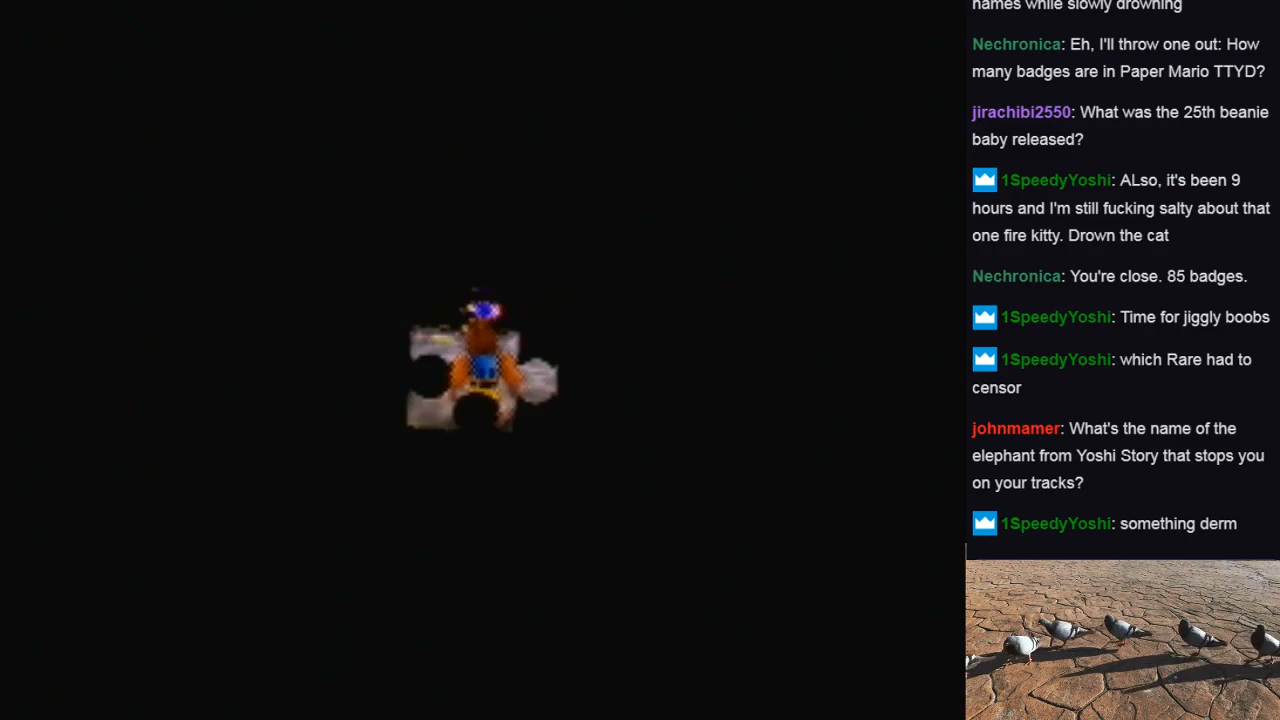 names while slowly drowning
Nechronica: Eh, I'll throw one out: How
many badges are in Paper Mario TTYD?
jirachibi2550: What was the 25th beanie
baby released?
1SpeedyYoshi: ALso, it's been 9
hours and I'm still fucking salty about that
one fire kitty. Drown the cat
Nechronica: You're close. 85 badges.
1SpeedyYoshi: Time for jiggly boobs
1SpeedyYoshi: which Rare had to
censor
johnmamer: What's the name of the
elephant from Yoshi Story that stops you
on your tracks?
1SpeedyYoshi: something derm